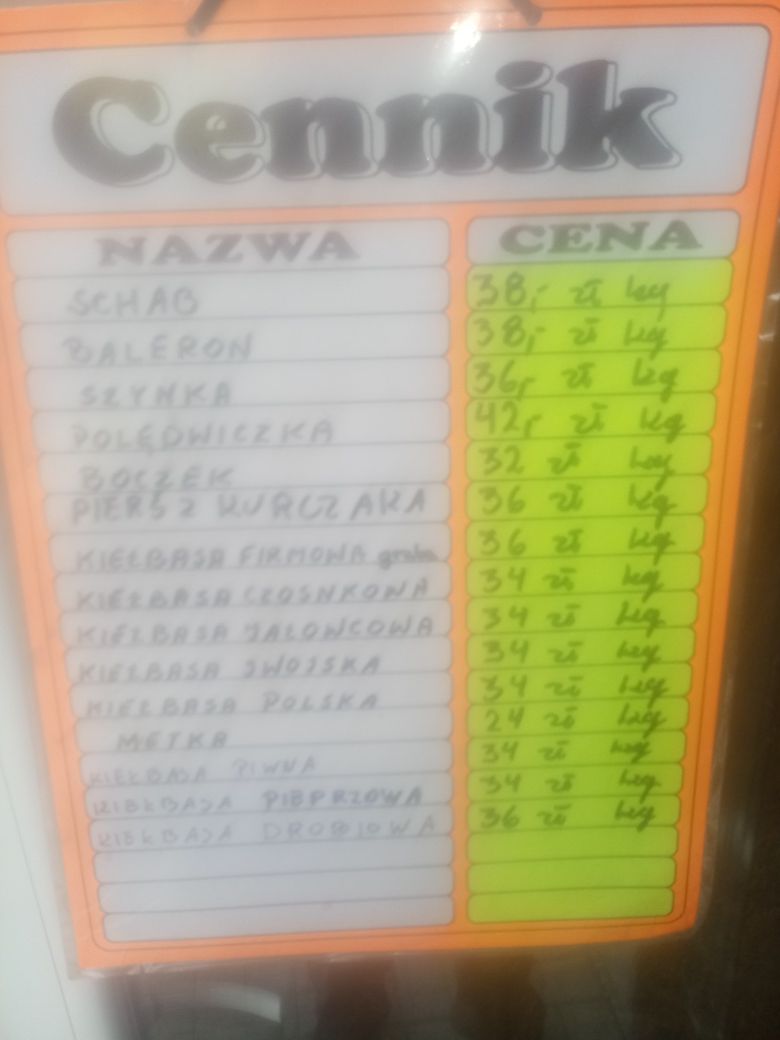 Cennik
NAZWA CENA
SCHAB 38,- zł kg
BALERON 38,- zł kg
SZYNKA 36,- zł kg
POLĘDWICZKA 42,- zł kg
BOCZEK 32 zł kg
PIERŚ Z KURCZAKA 36 zł kg
KIEŁBASA FIRMOWA gruba 36 zł kg
KIEŁBASA CZOSNKOWA 34 zł kg
KIEŁBASA JAŁOWCOWA 34 zł kg
KIEŁBASA SWOJSKA 34 zł kg
KIEŁBASA POLSKA 34 zł kg
METKA 24 zł kg
KIEŁBASA PIWNA 34 zł kg
KIEŁBASA PIEPRZOWA 34 zł kg
KIEŁBASA DROBIOWA 36 zł kg